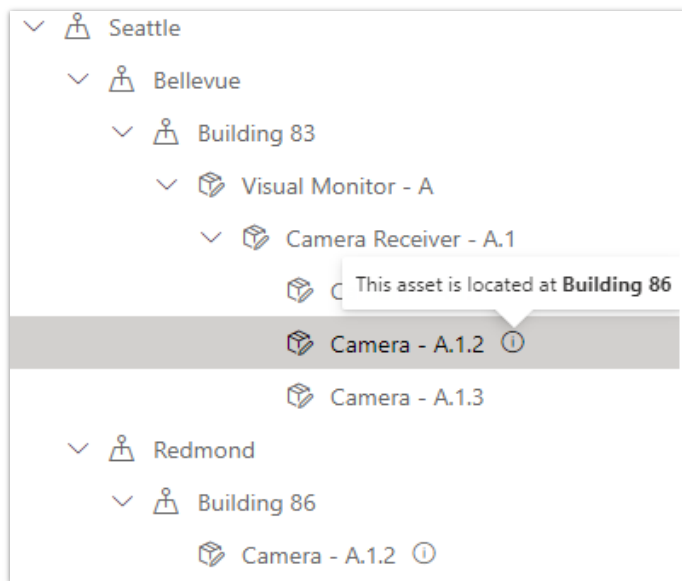 Seattle
Bellevue
Building 83
Visual Monitor - A
Camera Receiver - A.1
This asset is located at Building 86
Camera - A.1.2
Camera - A.1.3
Redmond
Building 86
Camera - A.1.2